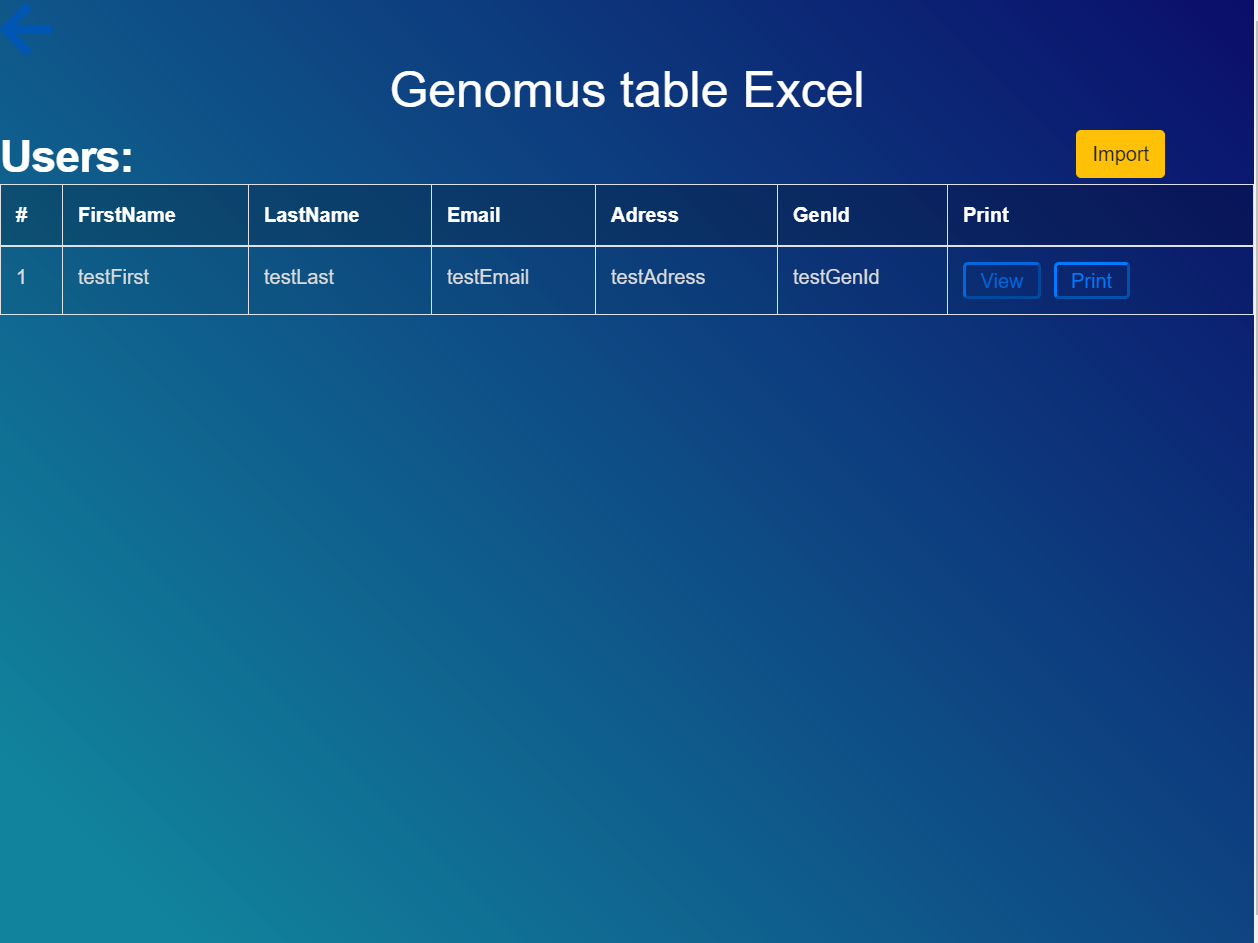 Genomus table Excel
Users:
Import
# FirstName LastName Email Adress GenId Print
1 testFirst testLast testEmail testAdress testGenId View Print